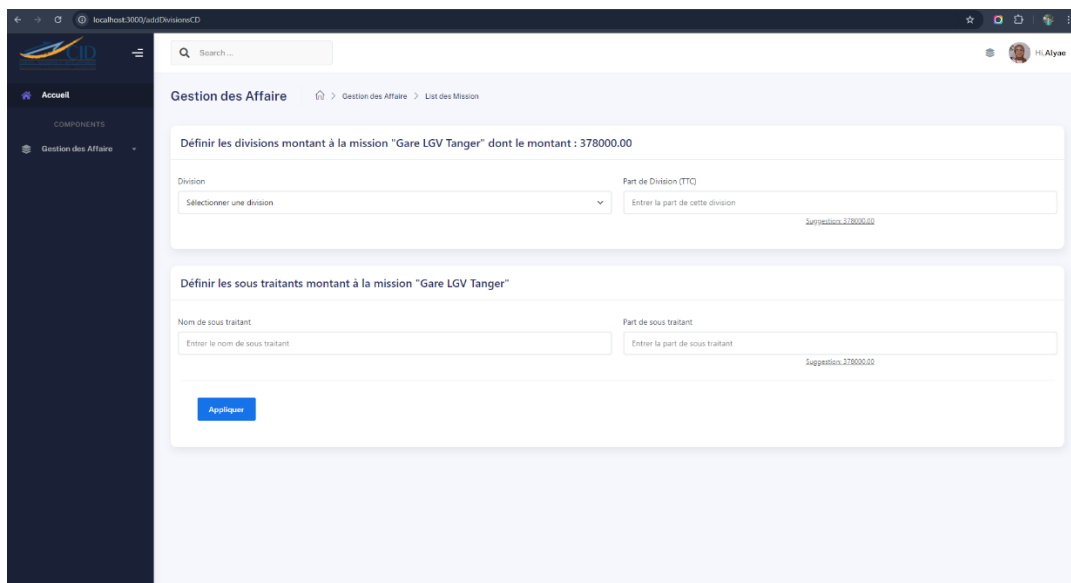 localhost:3000/addDivisionsCD
CID
Search ...
Hi,Alyae
Accueil
COMPONENTS
Gestion des Affaire
Gestion des Affaire > Gestion des Affaire > List des Mission
Définir les divisions montant à la mission "Gare LGV Tanger" dont le montant : 378000.00
Division
Sélectionner une division
Part de Division (TTC)
Entrer la part de cette division
Suggestion: 378000.00
Définir les sous traitants montant à la mission "Gare LGV Tanger"
Nom de sous traitant
Entrer le nom de sous traitant
Part de sous traitant
Entrer la part de sous traitant
Suggestion: 378000.00
Appliquer